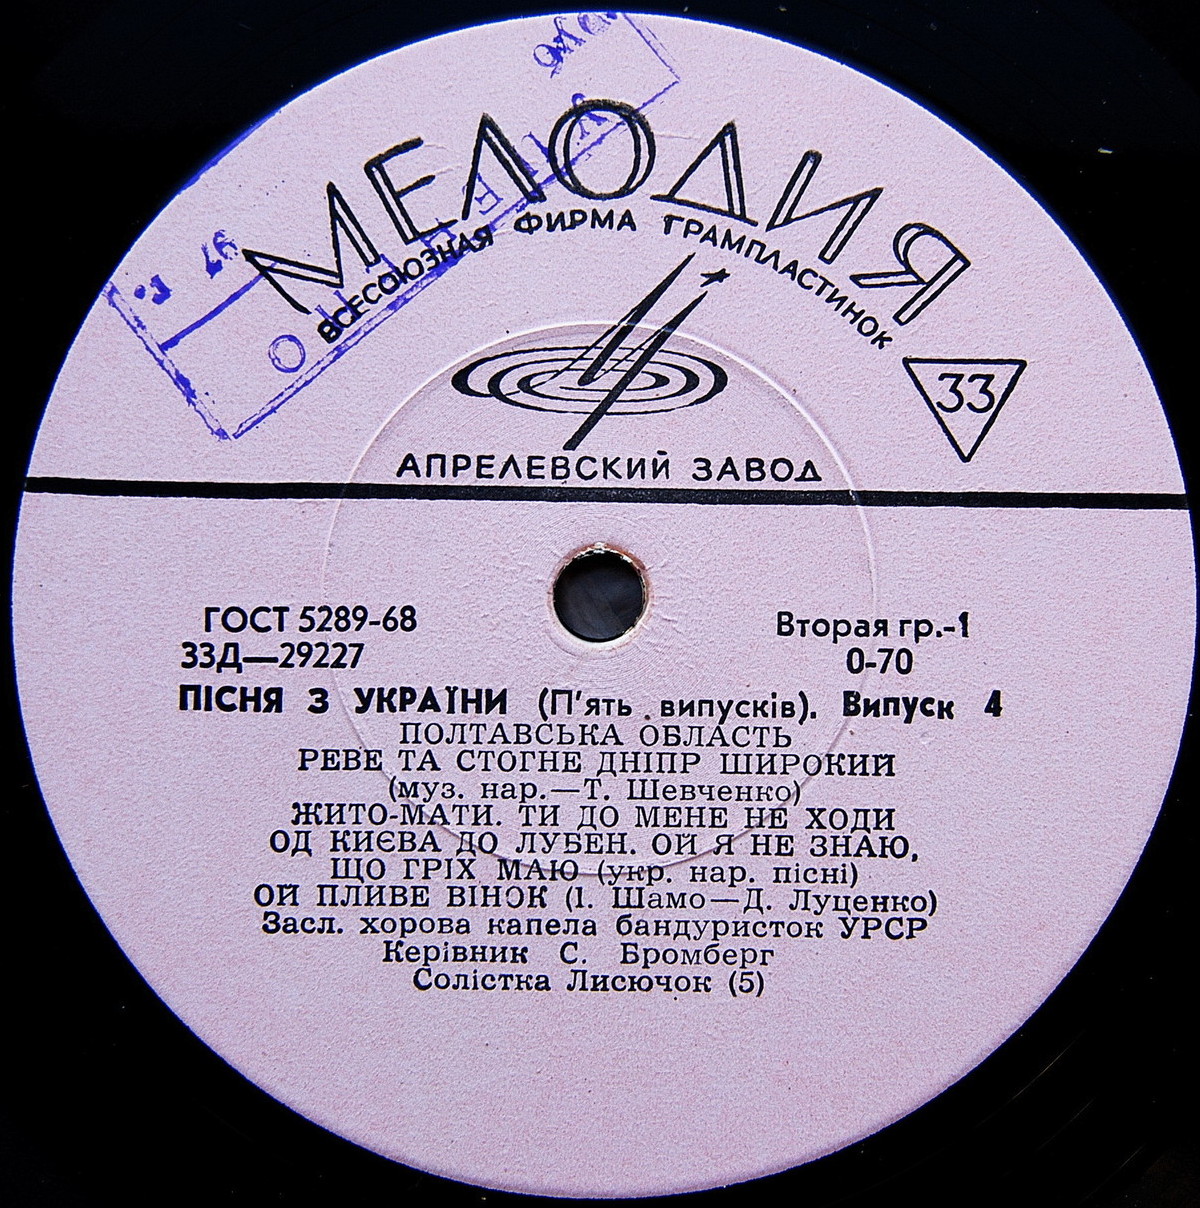 МЕЛОДИЯ
ВСЕСОЮЗНАЯ ФИРМА ГРАМПЛАСТИНОК
33
АПРЕЛЕВСКИЙ ЗАВОД
ГОСТ 5289-68
Вторая гр.-1
33Д—29227
0-70
ПІСНЯ З УКРАЇНИ (П'ять випусків). Випуск 4
ПОЛТАВСЬКА ОБЛАСТЬ
РЕВЕ ТА СТОГНЕ ДНІПР ШИРОКИЙ
(муз. нар.—Т. Шевченко)
ЖИТО-МАТИ. ТИ ДО МЕНЕ НЕ ХОДИ
ОД КИЄВА ДО ЛУБЕН. ОЙ Я НЕ ЗНАЮ,
ЩО ГРІХ МАЮ (укр. нар. пісні)
ОЙ ПЛИВЕ ВІНОК (І. Шамо—Д. Луценко)
Засл. хорова капела бандуристок УРСР
Керівник С. Бромберг
Солістка Лисючок (5)